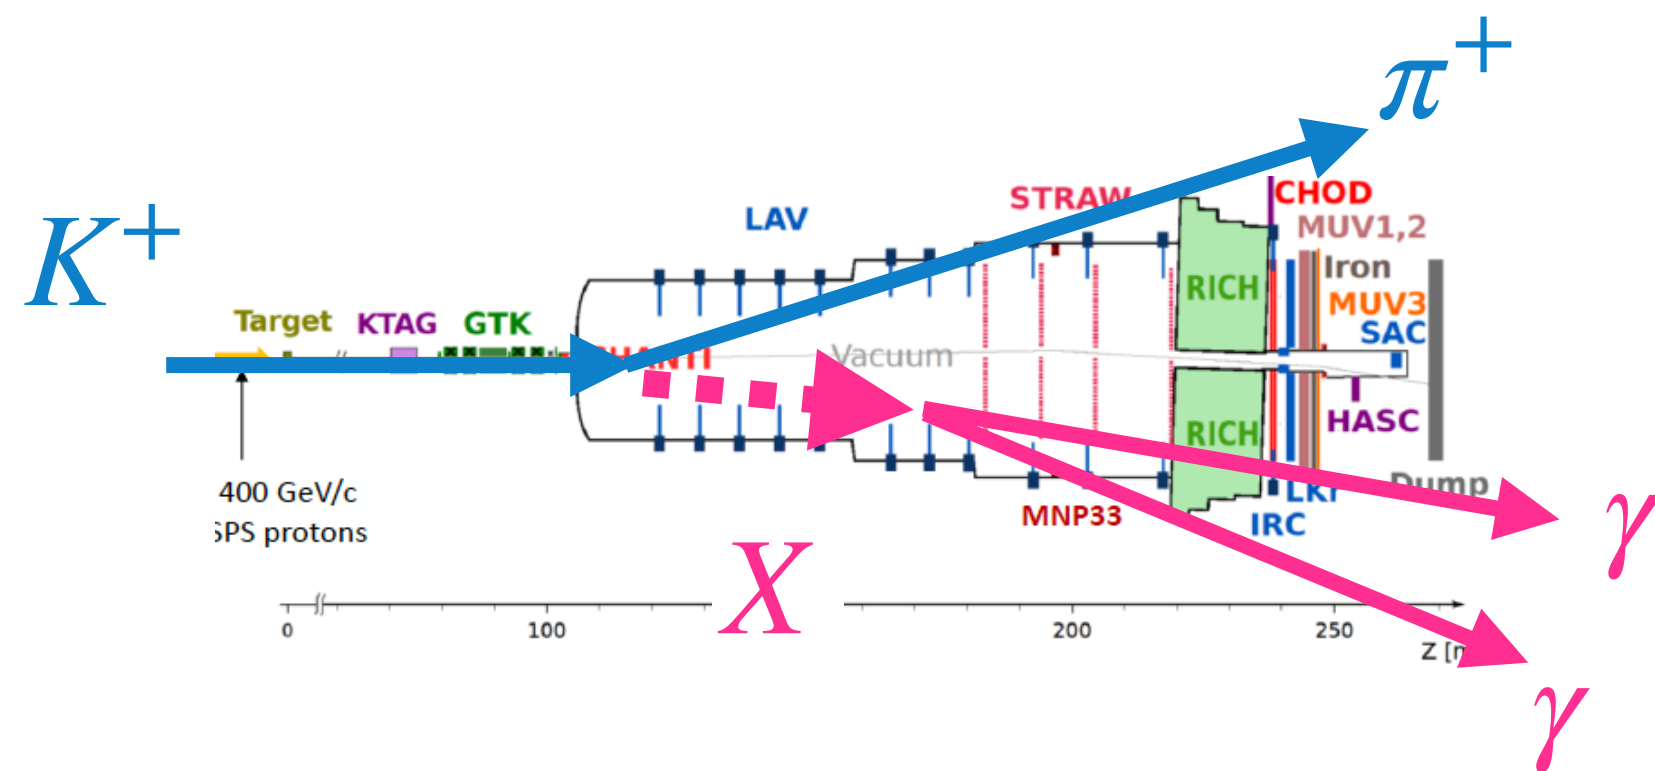 π+
K+
STRAW
CHOD
LAV
MUV1,2
Iron
RICH
MUV3
Target
KTAG
GTK
SAC
Vacuum
HASC
RICH
400 GeV/c
SPS protons
MNP33
LKr
Dump
IRC
γ
X
0
100
200
250
Z [m
γ